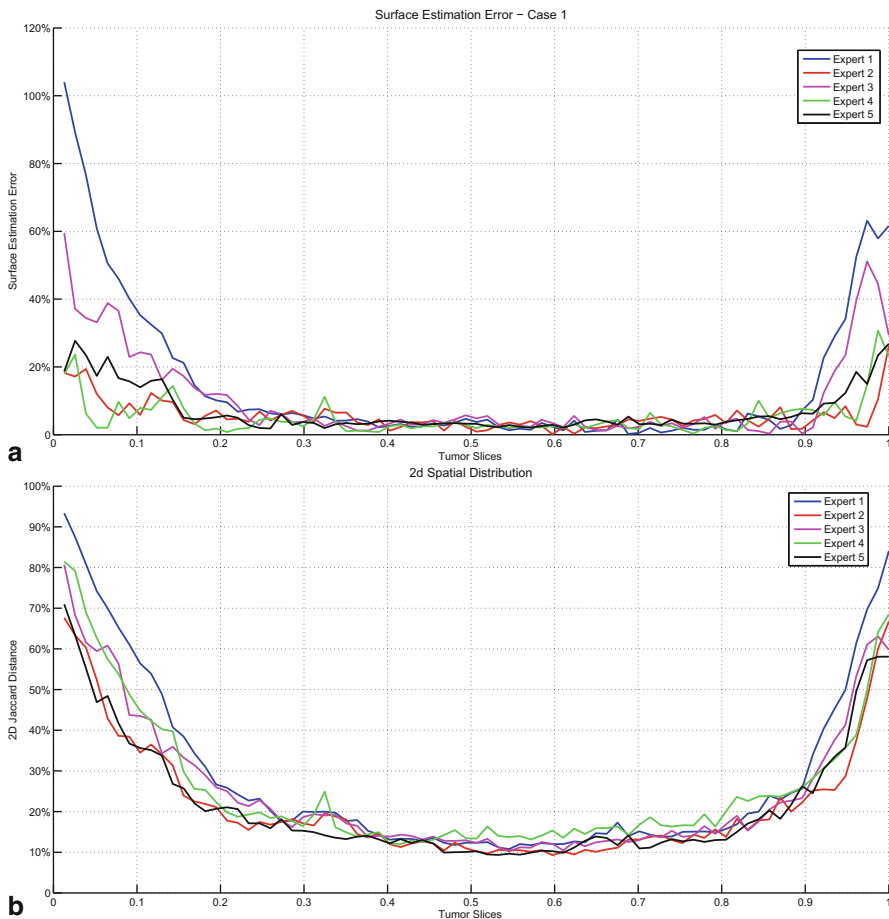 Surface Estimation Error – Case 1
120%
100%
80%
60%
40%
20%
0
Surface Estimation Error
Expert 1
Expert 2
Expert 3
Expert 4
Expert 5
0 0.1 0.2 0.3 0.4 0.5 0.6 0.7 0.8 0.9 1
Tumor Slices
a
2d Spatial Distribution
100%
90%
80%
70%
60%
50%
40%
30%
20%
10%
0
2D Jaccard Distance
Expert 1
Expert 2
Expert 3
Expert 4
Expert 5
0 0.1 0.2 0.3 0.4 0.5 0.6 0.7 0.8 0.9 1
Tumor Slices
b